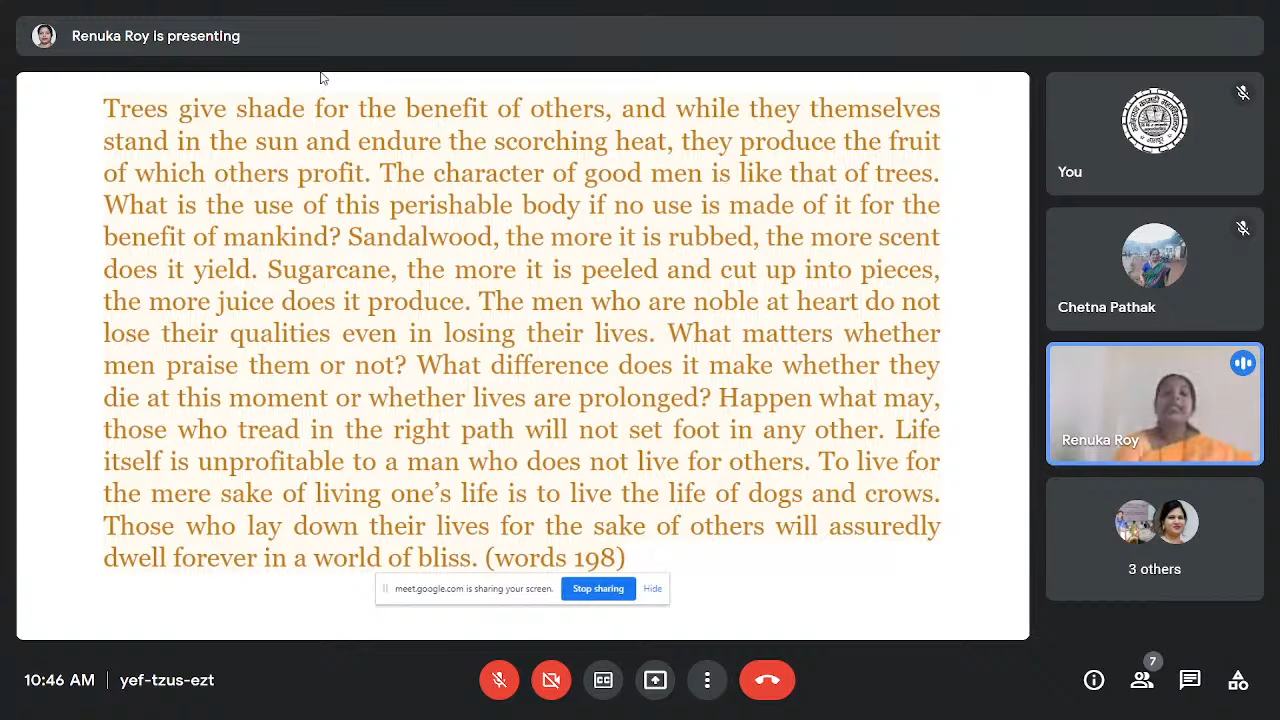 Renuka Roy is presenting
Trees give shade for the benefit of others, and while they themselves
stand in the sun and endure the scorching heat, they produce the fruit
of which others profit. The character of good men is like that of trees.
What is the use of this perishable body if no use is made of it for the
benefit of mankind? Sandalwood, the more it is rubbed, the more scent
does it yield. Sugarcane, the more it is peeled and cut up into pieces,
the more juice does it produce. The men who are noble at heart do not
lose their qualities even in losing their lives. What matters whether
men praise them or not? What difference does it make whether they
die at this moment or whether lives are prolonged? Happen what may,
those who tread in the right path will not set foot in any other. Life
itself is unprofitable to a man who does not live for others. To live for
the mere sake of living one's life is to live the life of dogs and crows.
Those who lay down their lives for the sake of others will assuredly
dwell forever in a world of bliss. (words 198)
meet.google.com is sharing your screen. Stop sharing Hide
You
Chetna Pathak
Renuka Roy
3 others
10:46 AM yef-tzus-ezt
7